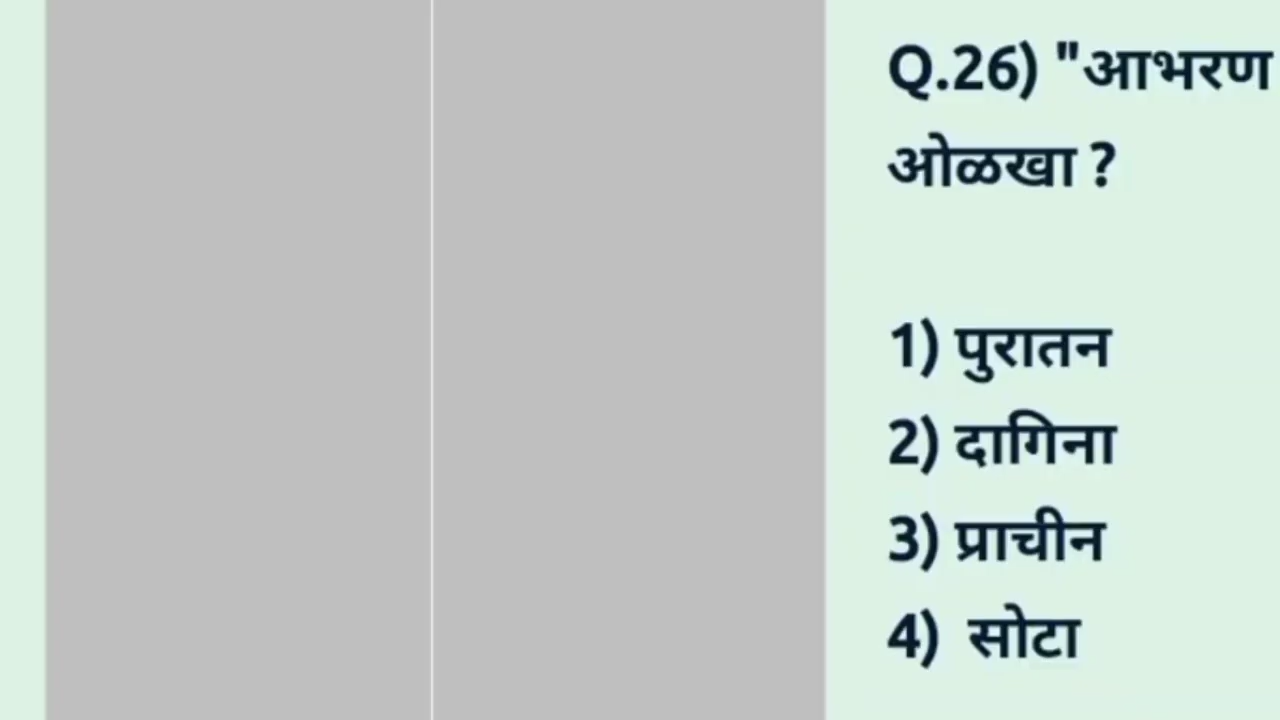 Q.26) "आभरण
ओळखा ?
1) पुरातन
2) दागिना
3) प्राचीन
4) सोटा